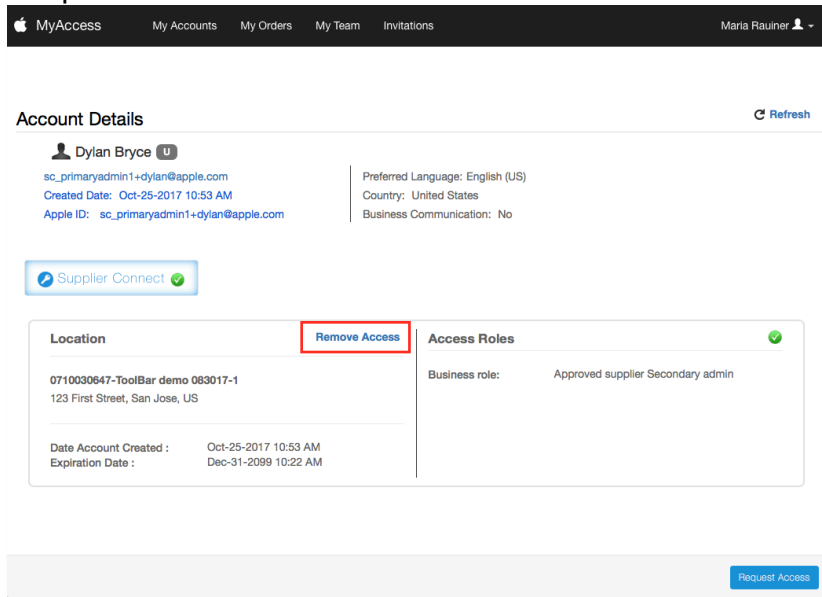 MyAccess My Accounts My Orders My Team Invitations Maria Rauiner
Account Details Refresh
Dylan Bryce U
sc_primaryadmin1+dylan@apple.com
Created Date: Oct-25-2017 10:53 AM
Apple ID: sc_primaryadmin1+dylan@apple.com
Preferred Language: English (US)
Country: United States
Business Communication: No
Supplier Connect
Location Remove Access
0710030647-ToolBar demo 083017-1
123 First Street, San Jose, US
Date Account Created : Oct-25-2017 10:53 AM
Expiration Date : Dec-31-2099 10:22 AM
Access Roles
Business role: Approved supplier Secondary admin
Request Access